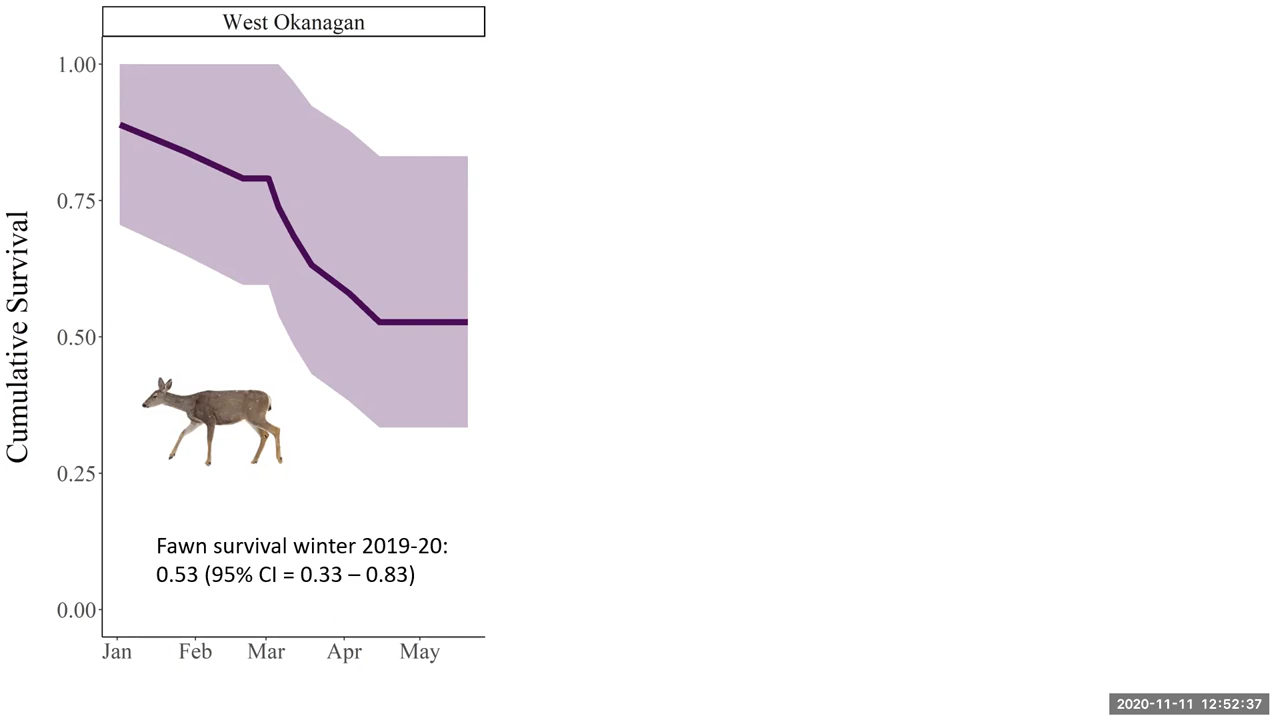 West Okanagan
Cumulative Survival
1.00
0.75
0.50
0.25
0.00
Fawn survival winter 2019-20:
0.53 (95% CI = 0.33 – 0.83)
Jan Feb Mar Apr May
2020-11-11 12:52:37